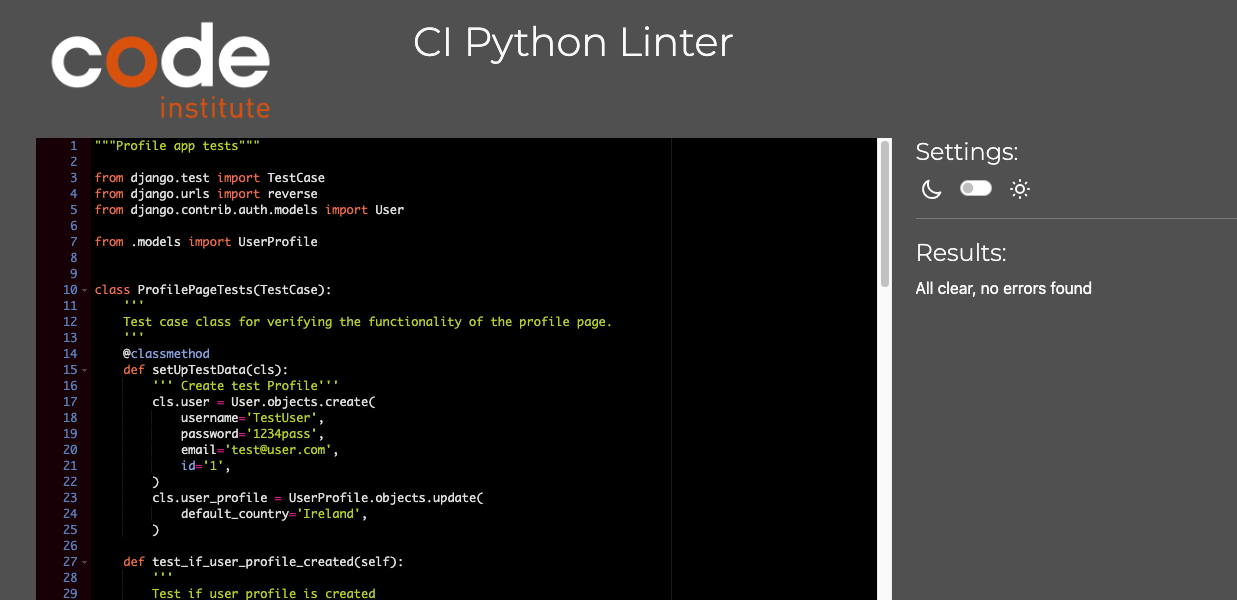 code
institute
CI Python Linter
1 """Profile app tests"""
2
3 from django.test import TestCase
4 from django.urls import reverse
5 from django.contrib.auth.models import User
6
7 from .models import UserProfile
8
9
10 class ProfilePageTests(TestCase):
11     '''
12     Test case class for verifying the functionality of the profile page.
13     '''
14     @classmethod
15     def setUpTestData(cls):
16         ''' Create test Profile'''
17         cls.user = User.objects.create(
18             username='TestUser',
19             password='1234pass',
20             email='test@user.com',
21             id='1',
22         )
23         cls.user_profile = UserProfile.objects.update(
24             default_country='Ireland',
25         )
26
27     def test_if_user_profile_created(self):
28         '''
29         Test if user profile is created
Settings:
Results:
All clear, no errors found